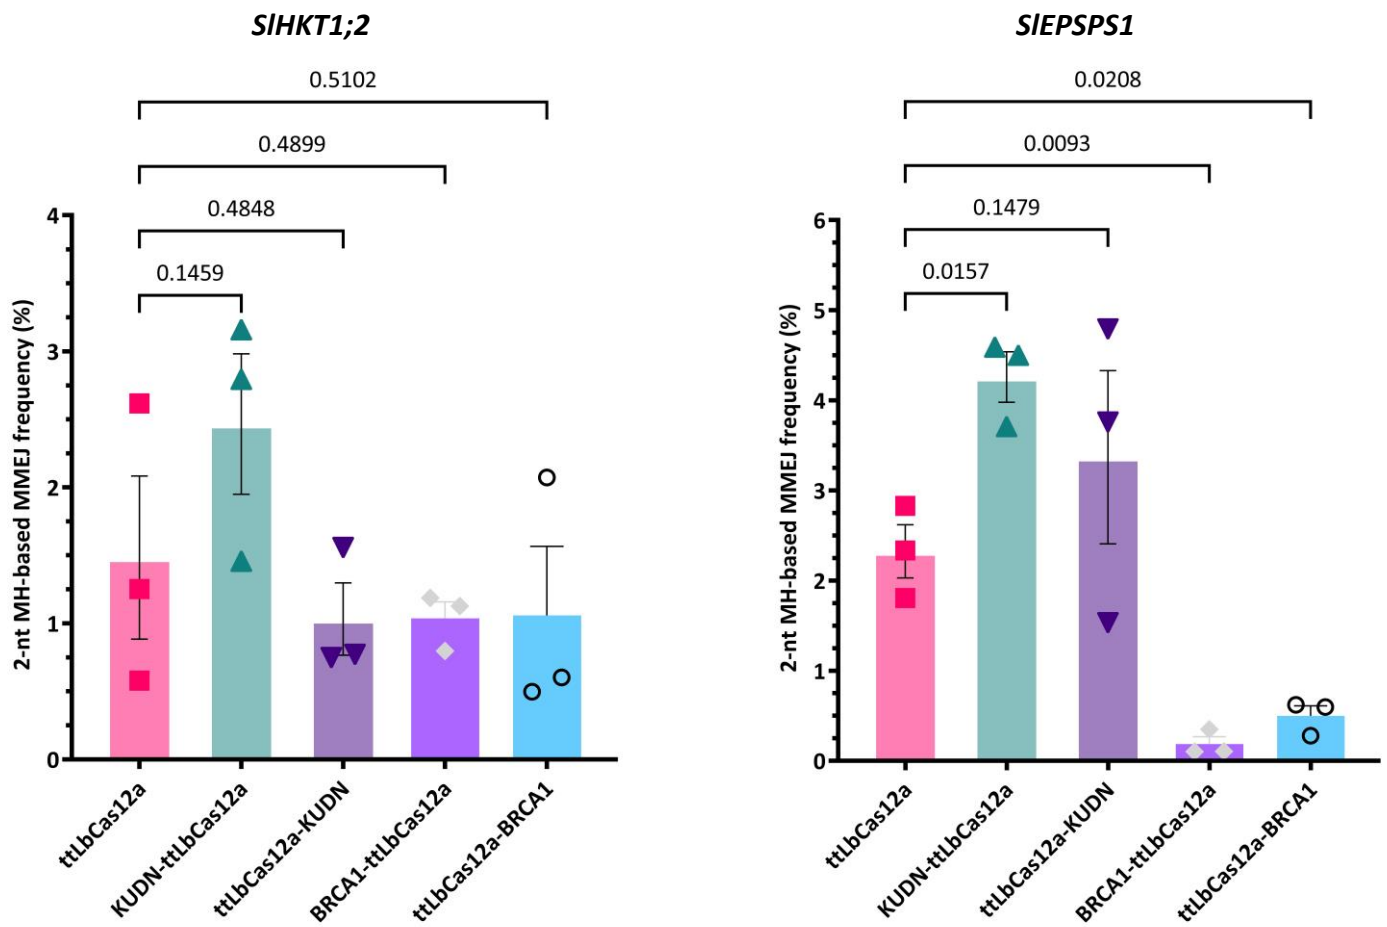 SlHKT1;2
0.5102
0.4899
0.4848
0.1459
2-nt MH-based MMEJ frequency (%)
4
3
2
1
0
ttLbCas12a
KUDN-ttLbCas12a
ttLbCas12a-KUDN
BRCA1-ttLbCas12a
ttLbCas12a-BRCA1
SlEPSPS1
0.0208
0.0093
0.1479
0.0157
2-nt MH-based MMEJ frequency (%)
6
5
4
3
2
1
0
ttLbCas12a
KUDN-ttLbCas12a
ttLbCas12a-KUDN
BRCA1-ttLbCas12a
ttLbCas12a-BRCA1